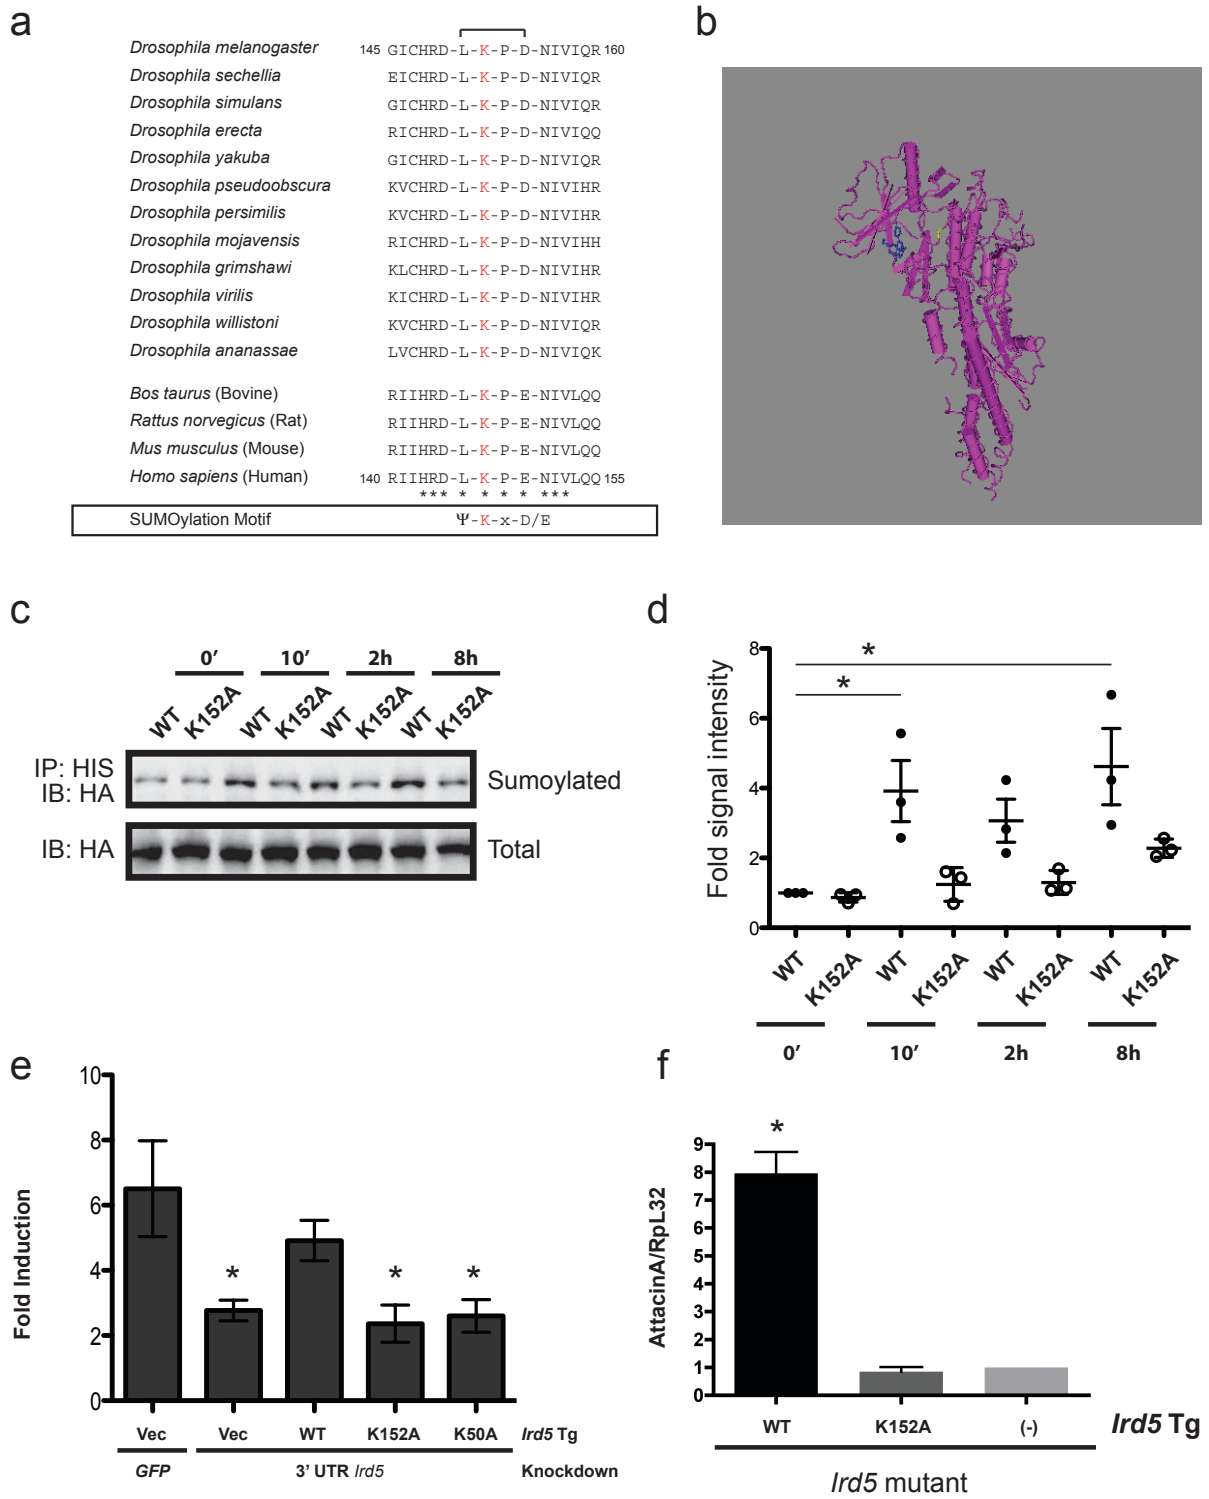 a
Drosophila melanogaster 145 GICHRD-L-K-P-D-NIVIQR 160
Drosophila sechellia EICHRD-L-K-P-D-NIVIQR
Drosophila simulans GICHRD-L-K-P-D-NIVIQR
Drosophila erecta RICHRD-L-K-P-D-NIVIQQ
Drosophila yakuba GICHRD-L-K-P-D-NIVIQR
Drosophila pseudoobscura KVCHRD-L-K-P-D-NIVIHR
Drosophila persimilis KVCHRD-L-K-P-D-NIVIHR
Drosophila mojavensis RICHRD-L-K-P-D-NIVIHH
Drosophila grimshawi KLCHRD-L-K-P-D-NIVIHR
Drosophila virilis KICHRD-L-K-P-D-NIVIHR
Drosophila willistoni KVCHRD-L-K-P-D-NIVIQR
Drosophila ananassae LVCHRD-L-K-P-D-NIVIQK
Bos taurus (Bovine) RIIHRD-L-K-P-E-NIVLQQ
Rattus norvegicus (Rat) RIIHRD-L-K-P-E-NIVLQQ
Mus musculus (Mouse) RIIHRD-L-K-P-E-NIVLQQ
Homo sapiens (Human) 140 RIIHRD-L-K-P-E-NIVLQQ 155
*** * * * * ***
SUMOylation Motif Ψ-K-x-D/E
b
c
0' 10' 2h 8h
WT K152A WT K152A WT K152A WT K152A
IP: HIS
IB: HA
Sumoylated
IB: HA Total
d
Fold signal intensity
8
6
4
2
0
* *
WT K152A WT K152A WT K152A WT K152A
0' 10' 2h 8h
e
Fold Induction
10
8
6
4
2
0
* * *
Vec Vec WT K152A K50A Ird5 Tg
GFP 3' UTR Ird5 Knockdown
f
AttacinA/RpL32
9
8
7
6
5
4
3
2
1
0
*
WT K152A (-) Ird5 Tg
Ird5 mutant